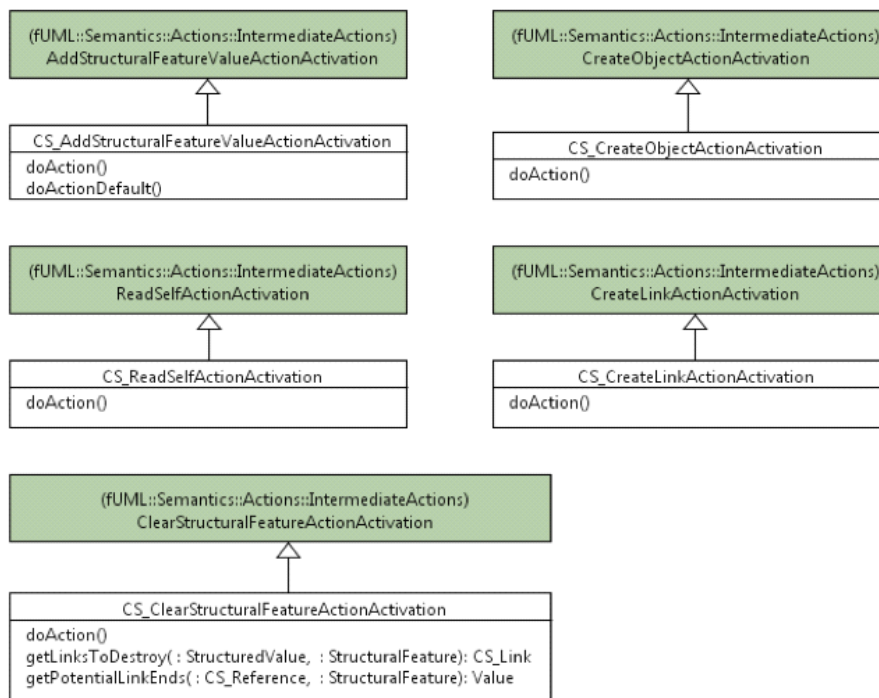 (fUML::Semantics::Actions::IntermediateActions)
AddStructuralFeatureValueActionActivation
CS_AddStructuralFeatureValueActionActivation
doAction()
doActionDefault()
(fUML::Semantics::Actions::IntermediateActions)
CreateObjectActionActivation
CS_CreateObjectActionActivation
doAction()
(fUML::Semantics::Actions::IntermediateActions)
ReadSelfActionActivation
CS_ReadSelfActionActivation
doAction()
(fUML::Semantics::Actions::IntermediateActions)
CreateLinkActionActivation
CS_CreateLinkActionActivation
doAction()
(fUML::Semantics::Actions::IntermediateActions)
ClearStructuralFeatureActionActivation
CS_ClearStructuralFeatureActionActivation
doAction()
getLinksToDestroy( : StructuredValue, : StructuralFeature): CS_Link
getPotentialLinkEnds( : CS_Reference, : StructuralFeature): Value